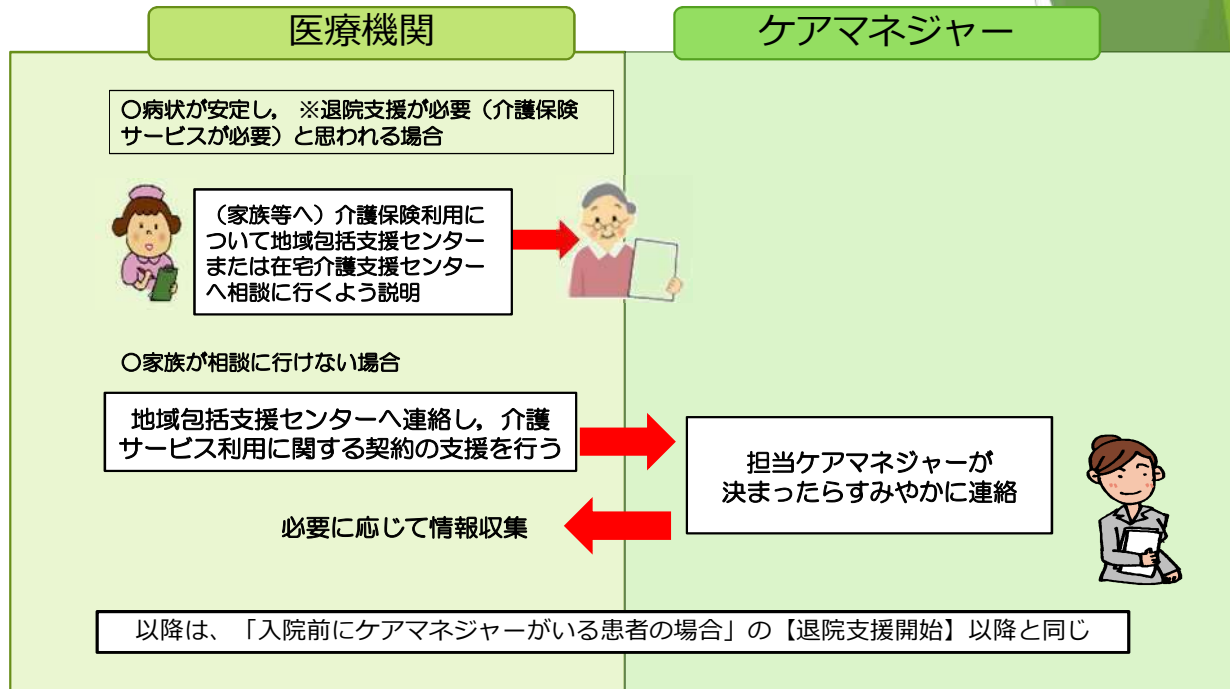 医療機関
ケアマネジャー
〇病状が安定し，※退院支援が必要（介護保険
サービスが必要）と思われる場合
（家族等へ）介護保険利用に
ついて地域包括支援センター
または在宅介護支援センター
へ相談に行くよう説明
〇家族が相談に行けない場合
地域包括支援センターへ連絡し，介護
サービス利用に関する契約の支援を行う
担当ケアマネジャーが
決まったらすみやかに連絡
必要に応じて情報収集
以降は、「入院前にケアマネジャーがいる患者の場合」の【退院支援開始】以降と同じ